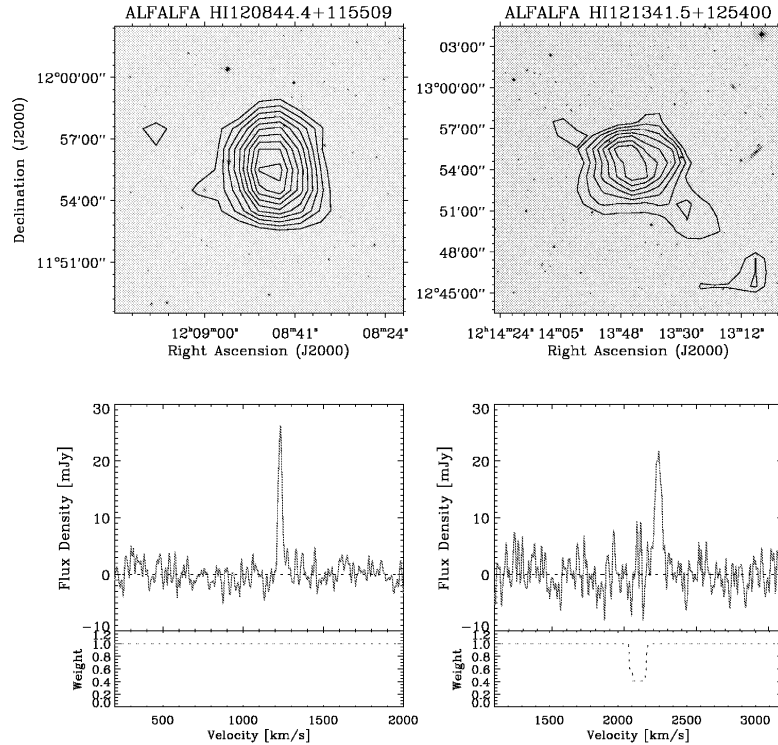 ALFALFA HI120844.4+115509
12°00'00"
57'00"
54'00"
11°51'00"
Declination (J2000)
12ʰ09ᵐ00ˢ 08ᵐ41ˢ 08ᵐ24ˢ
Right Ascension (J2000)
ALFALFA HI121341.5+125400
03'00"
13°00'00"
57'00"
54'00"
51'00"
48'00"
12°45'00"
12ʰ14ᵐ24ˢ 14ᵐ05ˢ 13ᵐ48ˢ 13ᵐ30ˢ 13ᵐ12ˢ
Right Ascension (J2000)
30
20
10
0
-10
Flux Density [mJy]
1.2
1.0
0.8
0.6
0.4
0.2
0.0
Weight
500 1000 1500 2000
Velocity [km/s]
30
20
10
0
-10
Flux Density [mJy]
1.2
1.0
0.8
0.6
0.4
0.2
0.0
Weight
1500 2000 2500 3000
Velocity [km/s]